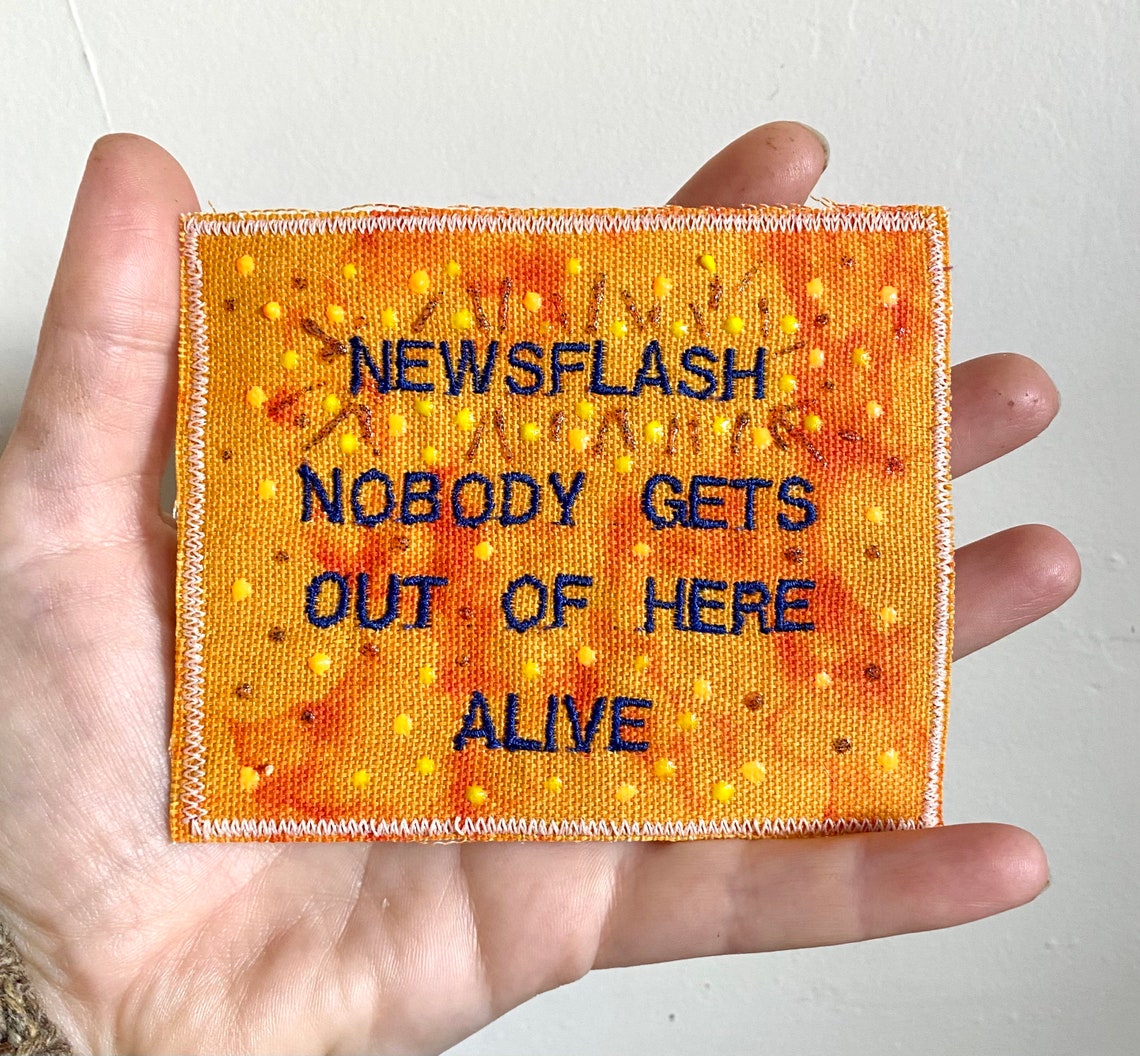 NEWSFLASH
NOBODY GETS
OUT OF HERE
ALIVE